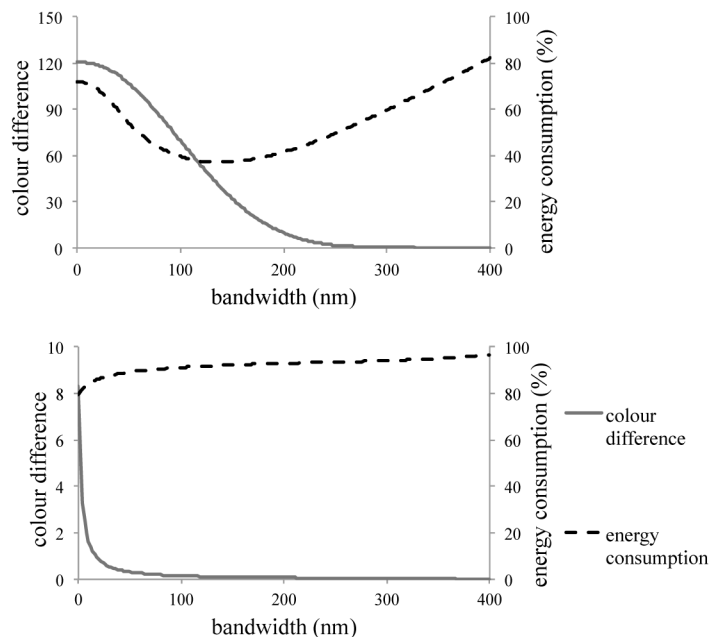 150
120
90
60
30
0
colour difference
100
80
60
40
20
0
energy consumption (%)
0 100 200 300 400
bandwidth (nm)
10
8
6
4
2
0
colour difference
100
80
60
40
20
0
energy consumption (%)
0 100 200 300 400
bandwidth (nm)
colour
difference
energy
consumption